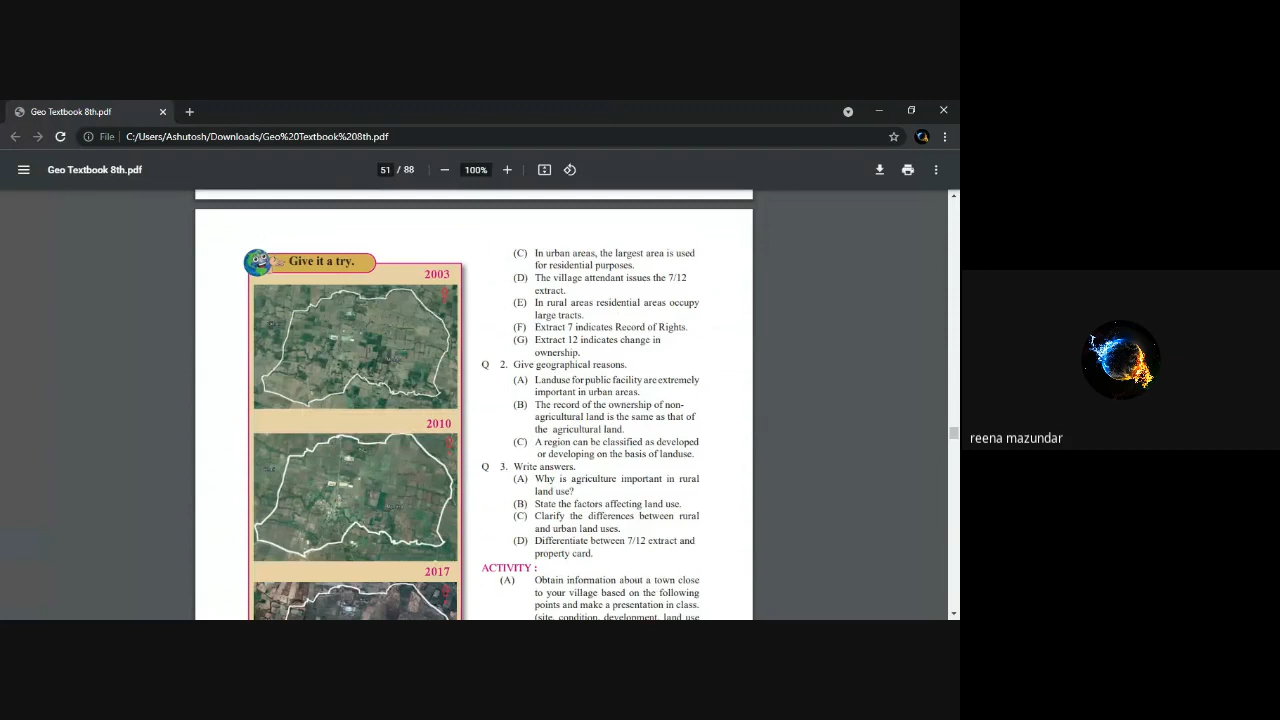 Geo Textbook 8th.pdf
File
C:/Users/Ashutosh/Downloads/Geo%20Textbook%208th.pdf
Geo Textbook 8th.pdf
51 / 88
100%
Give it a try.
2003
2010
2017
(C) In urban areas, the largest area is used
for residential purposes.
(D) The village attendant issues the 7/12
extract.
(E) In rural areas residential areas occupy
large tracts.
(F) Extract 7 indicates Record of Rights.
(G) Extract 12 indicates change in
ownership.
Q 2. Give geographical reasons.
(A) Landuse for public facility are extremely
important in urban areas.
(B) The record of the ownership of non-
agricultural land is the same as that of
the agricultural land.
(C) A region can be classified as developed
or developing on the basis of landuse.
Q 3. Write answers.
(A) Why is agriculture important in rural
land use?
(B) State the factors affecting land use.
(C) Clarify the differences between rural
and urban land uses.
(D) Differentiate between 7/12 extract and
property card.
ACTIVITY :
(A) Obtain information about a town close
to your village based on the following
points and make a presentation in class.
(site, condition, development, land use
reena mazundar